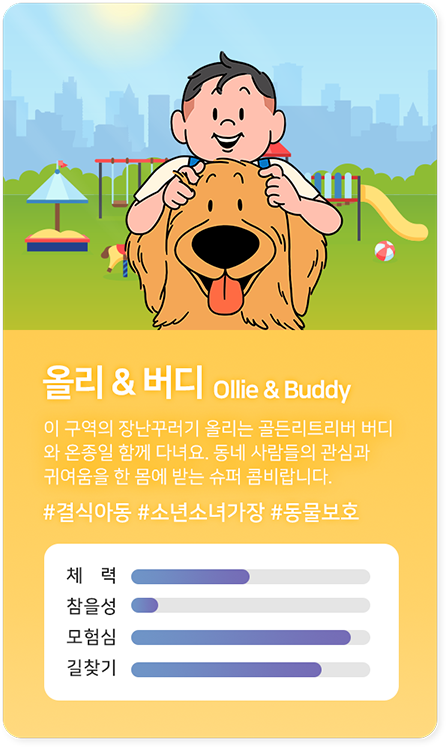 올리 & 버디 Ollie & Buddy
이 구역의 장난꾸러기 올리는 골든리트리버 버디
와 온종일 함께 다녀요. 동네 사람들의 관심과
귀여움을 한 몸에 받는 슈퍼 콤비랍니다.
#결식아동 #소년소녀가장 #동물보호
체 력
참을성
모험심
길찾기